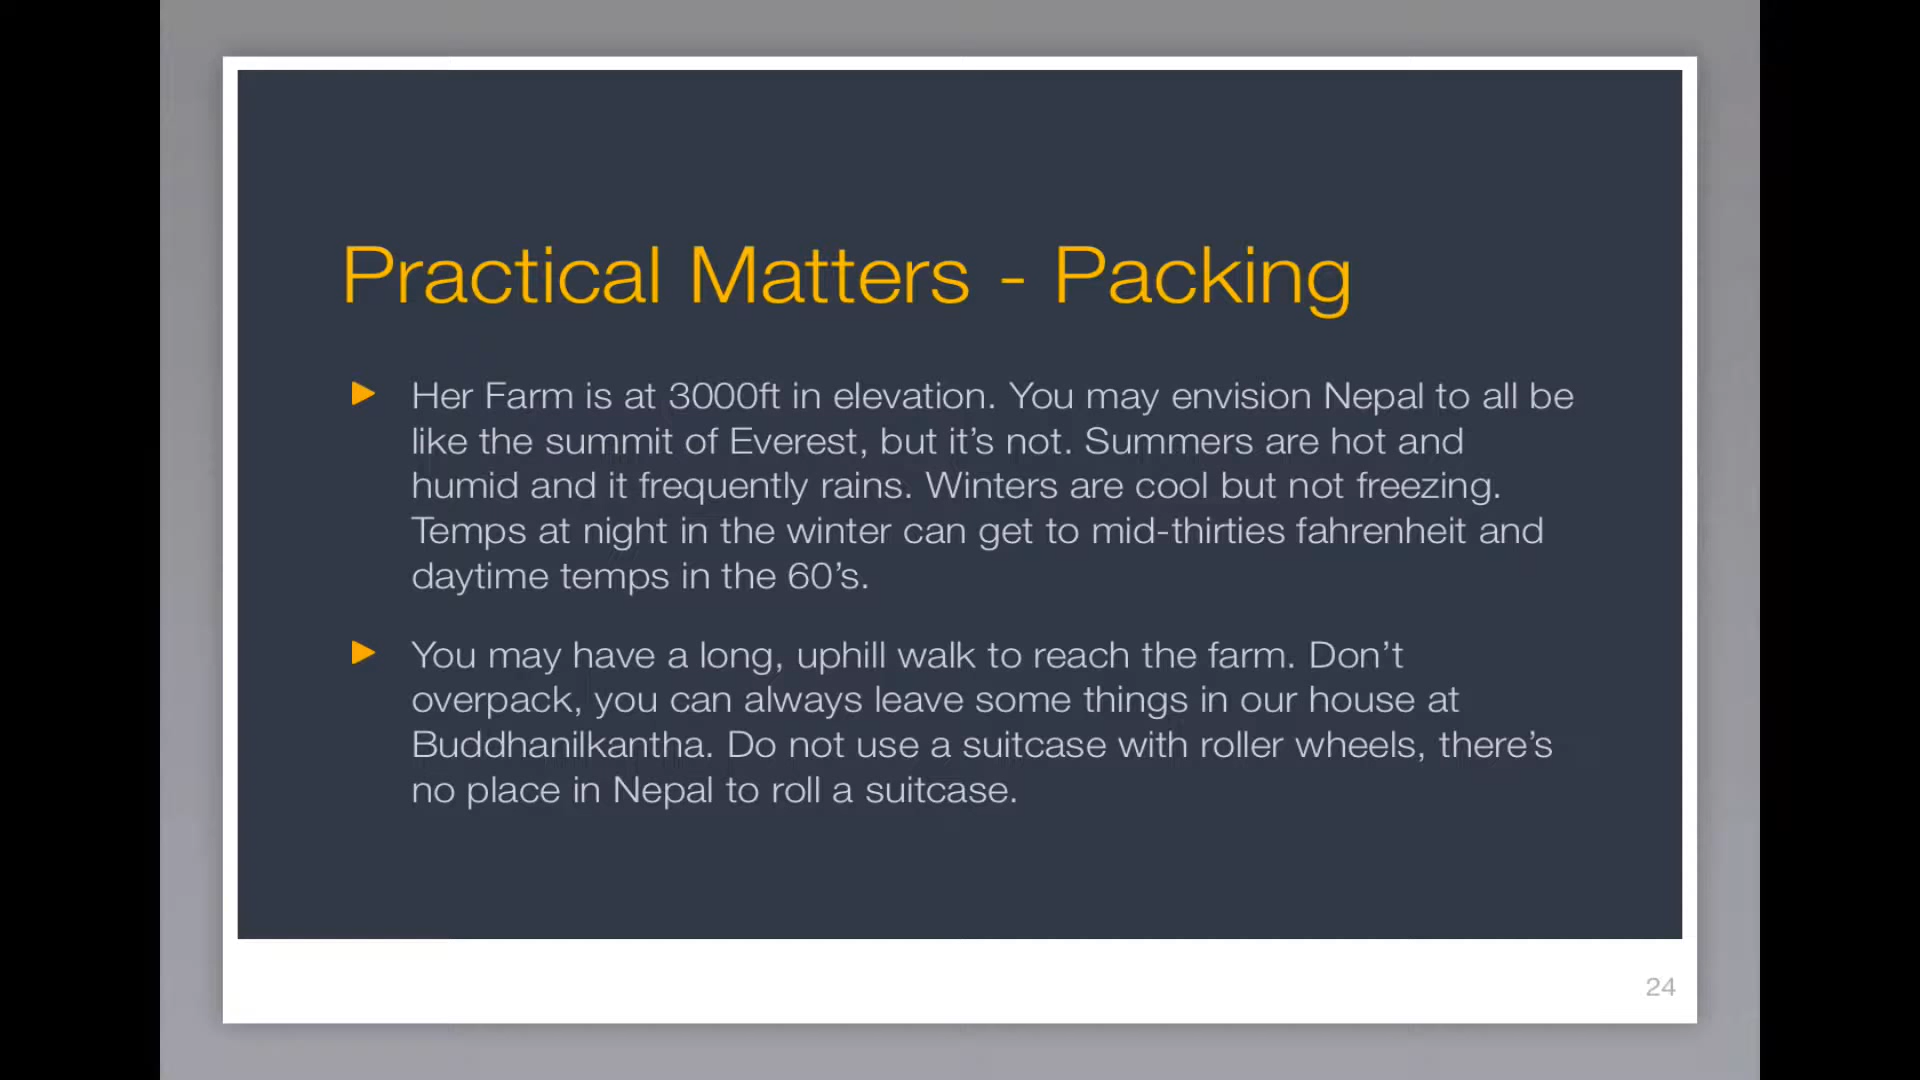 Practical Matters - Packing
Her Farm is at 3000ft in elevation. You may envision Nepal to all be
like the summit of Everest, but it’s not. Summers are hot and
humid and it frequently rains. Winters are cool but not freezing.
Temps at night in the winter can get to mid-thirties fahrenheit and
daytime temps in the 60’s.
You may have a long, uphill walk to reach the farm. Don’t
overpack, you can always leave some things in our house at
Buddhanilkantha. Do not use a suitcase with roller wheels, there’s
no place in Nepal to roll a suitcase.
24